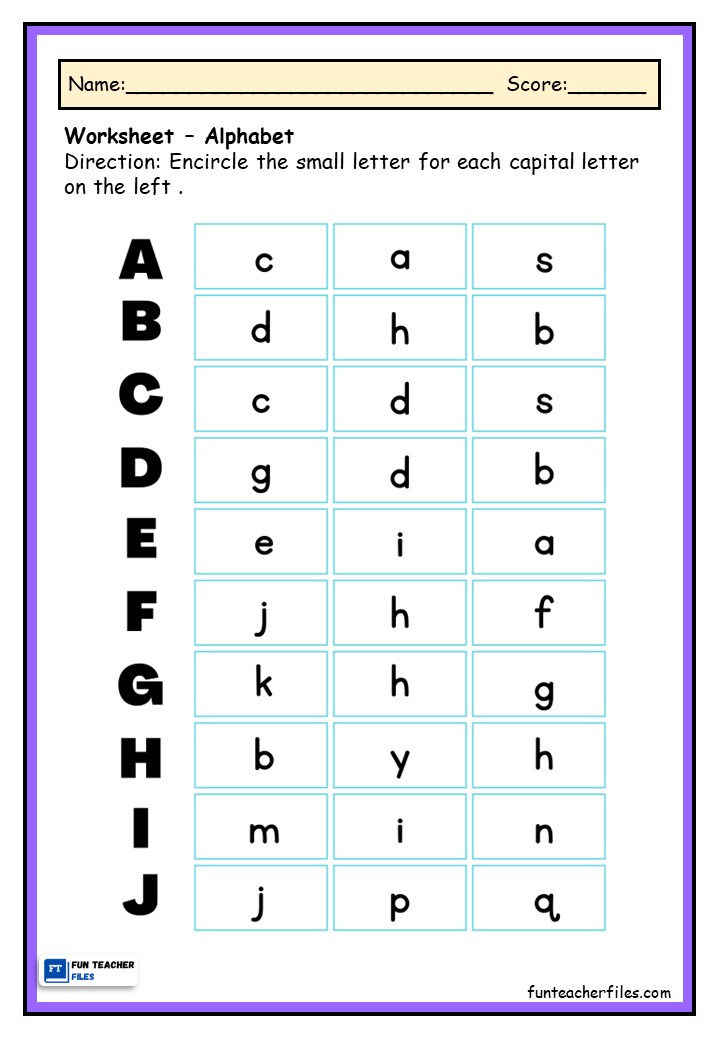 Name:______________________________ Score:______
Worksheet – Alphabet
Direction: Encircle the small letter for each capital letter
on the left .
A c a s
B d h b
C c d s
D g d b
E e i a
F j h f
G k h g
H b y h
I m i n
J j p q
FT FUN TEACHER
FILES
funteacherfiles.com